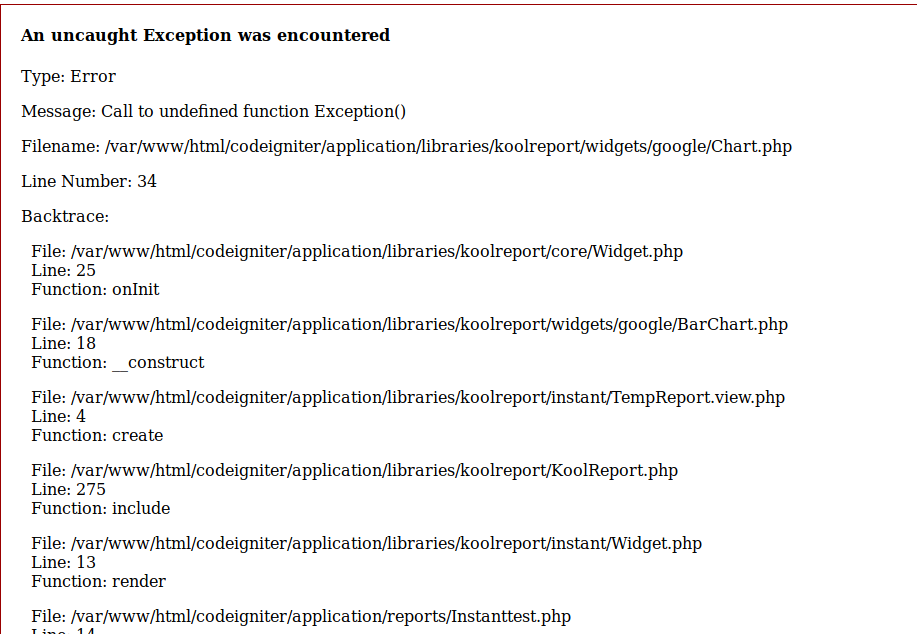 An uncaught Exception was encountered
Type: Error
Message: Call to undefined function Exception()
Filename: /var/www/html/codeigniter/application/libraries/koolreport/widgets/google/Chart.php
Line Number: 34
Backtrace:
File: /var/www/html/codeigniter/application/libraries/koolreport/core/Widget.php
Line: 25
Function: onInit
File: /var/www/html/codeigniter/application/libraries/koolreport/widgets/google/BarChart.php
Line: 18
Function: __construct
File: /var/www/html/codeigniter/application/libraries/koolreport/instant/TempReport.view.php
Line: 4
Function: create
File: /var/www/html/codeigniter/application/libraries/koolreport/KoolReport.php
Line: 275
Function: include
File: /var/www/html/codeigniter/application/libraries/koolreport/instant/Widget.php
Line: 13
Function: render
File: /var/www/html/codeigniter/application/reports/Instanttest.php
Line: 14